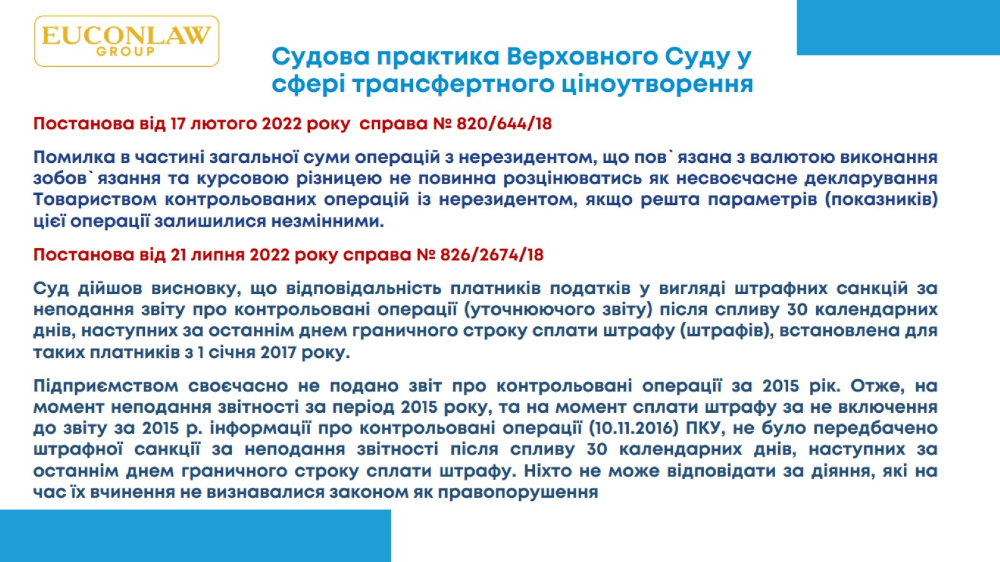 EUCONLAW
GROUP
Судова практика Верховного Суду у
сфері трансфертного ціноутворення
Постанова від 17 лютого 2022 року справа № 820/644/18
Помилка в частині загальної суми операцій з нерезидентом, що пов`язана з валютою виконання
зобов`язання та курсовою різницею не повинна розцінюватись як несвоєчасне декларування
Товариством контрольованих операцій із нерезидентом, якщо решта параметрів (показників)
цієї операції залишилися незмінними.
Постанова від 21 липня 2022 року справа № 826/2674/18
Суд дійшов висновку, що відповідальність платників податків у вигляді штрафних санкцій за
неподання звіту про контрольовані операції (уточнюючого звіту) після спливу 30 календарних
днів, наступних за останнім днем граничного строку сплати штрафу (штрафів), встановлена для
таких платників з 1 січня 2017 року.
Підприємством своєчасно не подано звіт про контрольовані операції за 2015 рік. Отже, на
момент неподання звітності за період 2015 року, та на момент сплати штрафу за не включення
до звіту за 2015 р. інформації про контрольовані операції (10.11.2016) ПКУ, не було передбачено
штрафної санкції за неподання звітності після спливу 30 календарних днів, наступних за
останнім днем граничного строку сплати штрафу. Ніхто не може відповідати за діяння, які на
час їх вчинення не визнавалися законом як правопорушення